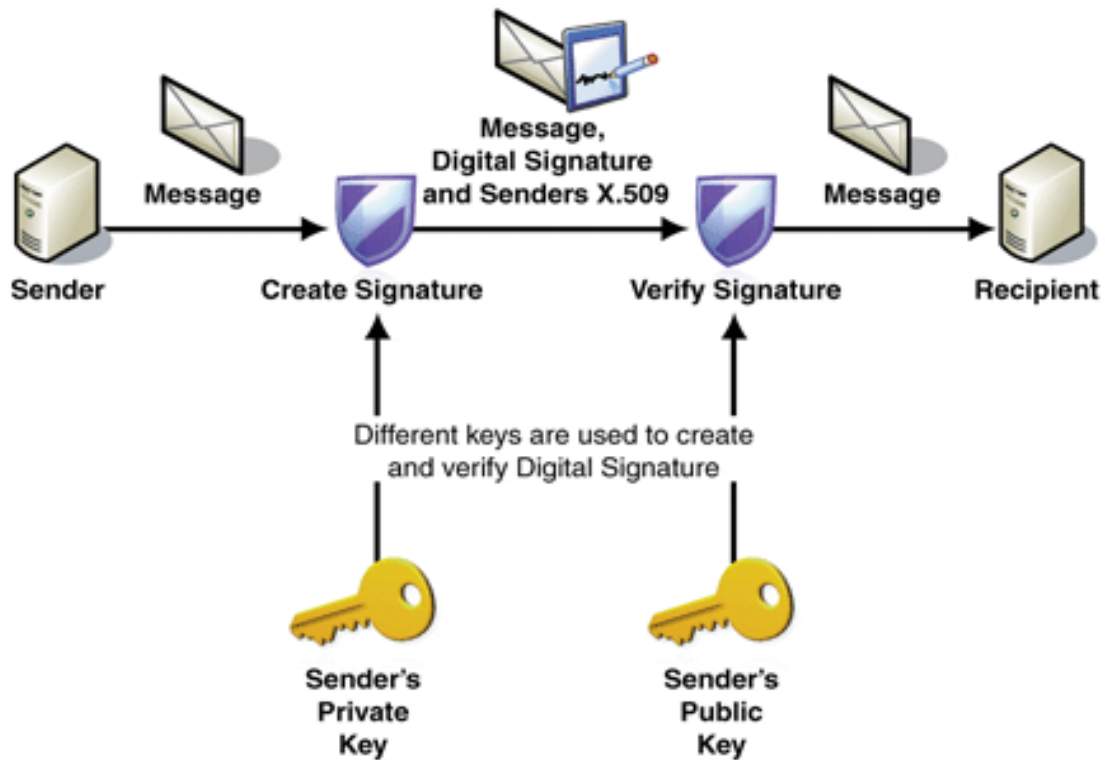 Message,
Digital Signature
and Senders X.509
Message
Message
Sender
Create Signature
Verify Signature
Recipient
Different keys are used to create
and verify Digital Signature
Sender's
Private
Key
Sender's
Public
Key